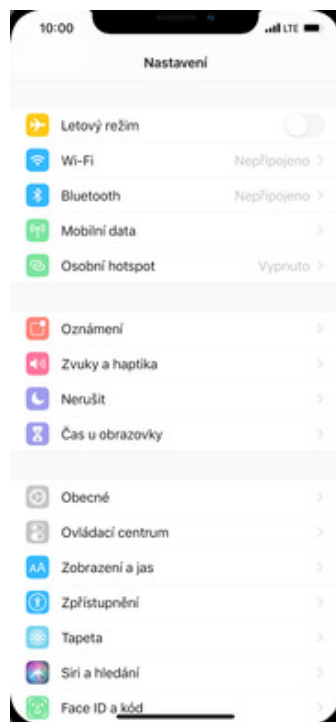 10:00 LTE
Nastavení
Letový režim
Wi-Fi Nepřipojeno
Bluetooth Nepřipojeno
Mobilní data
Osobní hotspot Vypnuto
Oznámení
Zvuky a haptika
Nerušit
Čas u obrazovky
Obecné
Ovládací centrum
AA Zobrazení a jas
Zpřístupnění
Tapeta
Siri a hledání
Face ID a kód